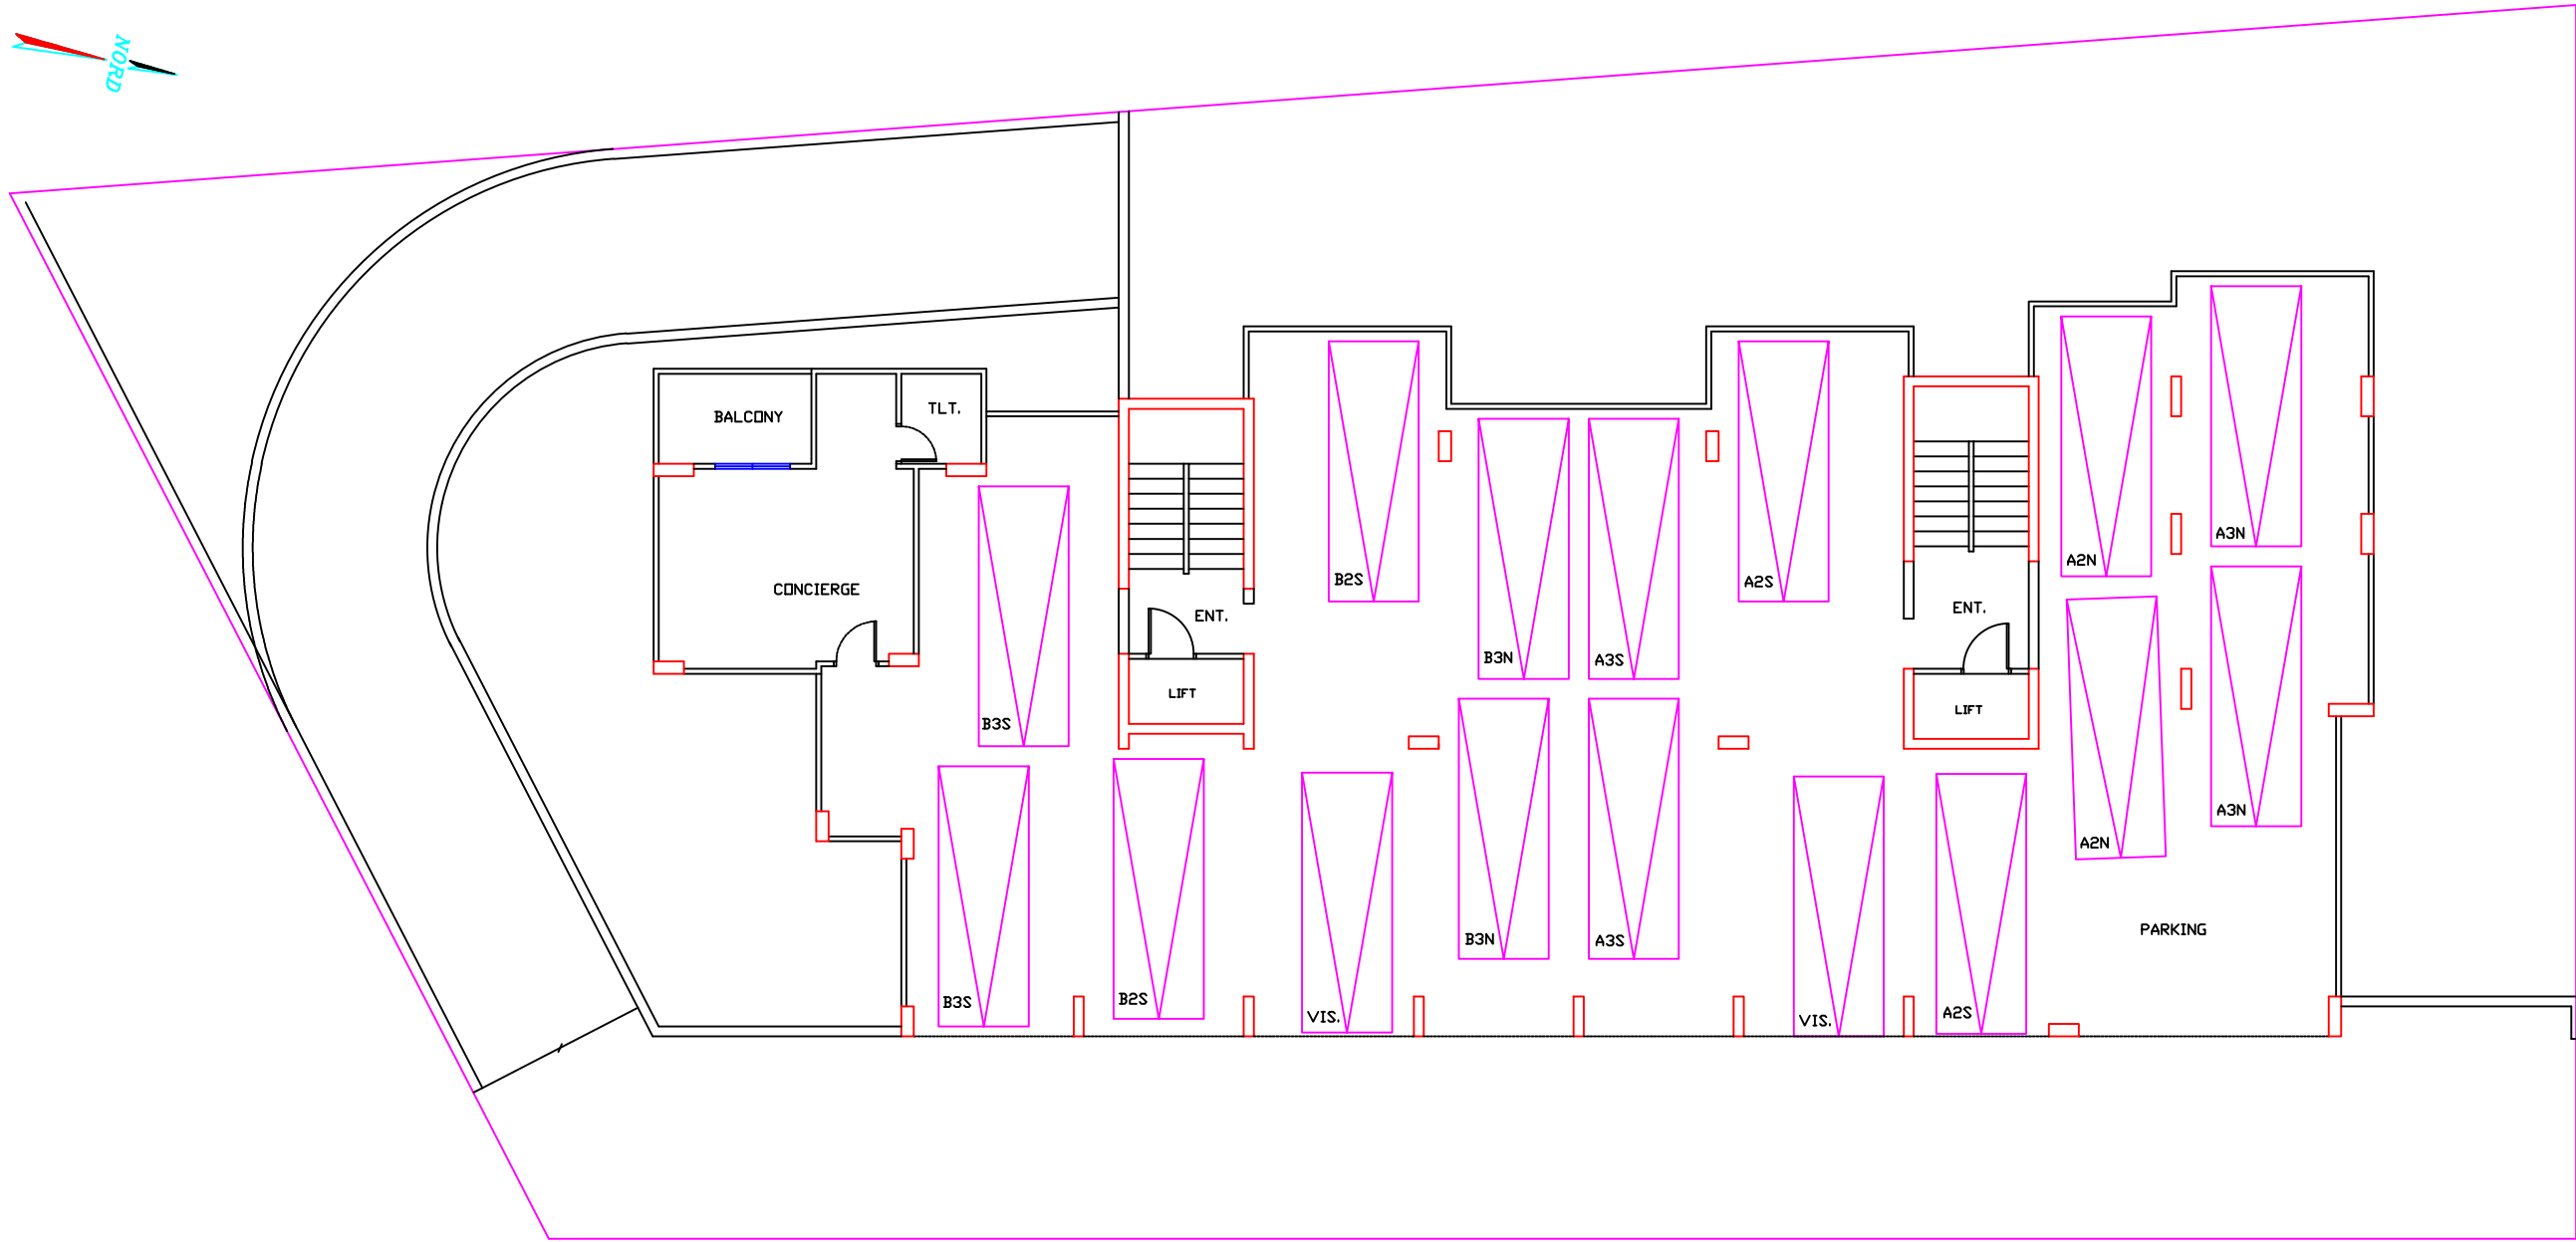 NORD
BALCONY
TLT.
CONCIERGE
B3S
ENT.
LIFT
B2S
B3N
A3S
A2S
ENT.
LIFT
A2N
A3N
A2N
A3N
B3S
B2S
VIS.
B3N
A3S
VIS.
A2S
PARKING